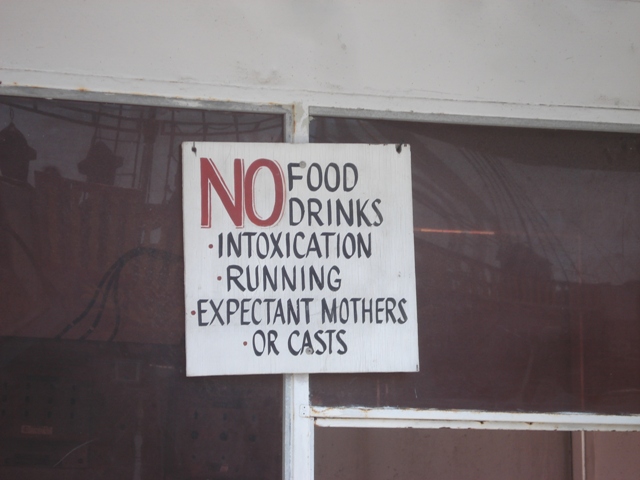 NO FOOD
DRINKS
·INTOXICATION
·RUNNING
·EXPECTANT MOTHERS
·OR CASTS